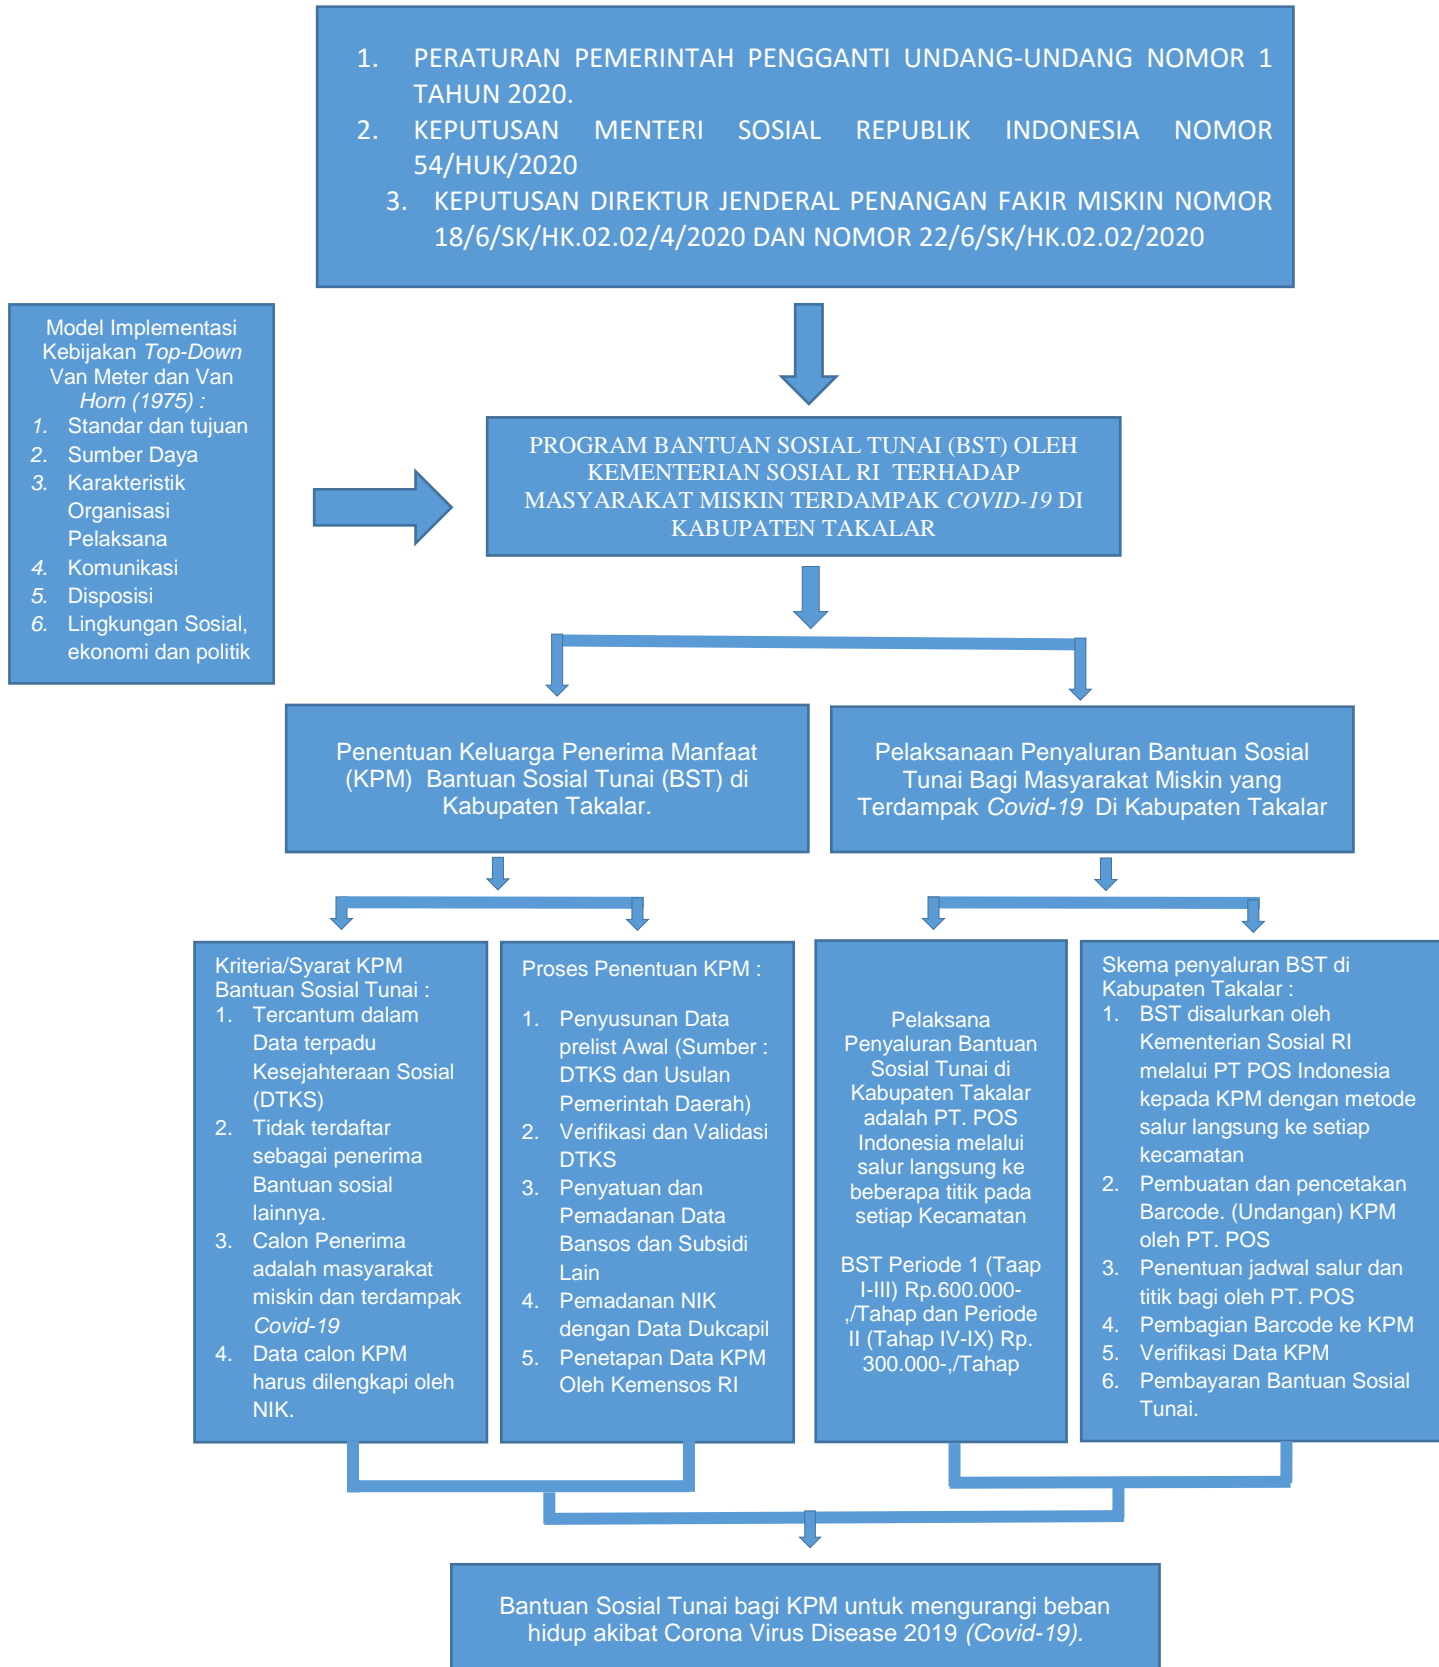 1. PERATURAN PEMERINTAH PENGGANTI UNDANG-UNDANG NOMOR 1
TAHUN 2020.
2. KEPUTUSAN MENTERI SOSIAL REPUBLIK INDONESIA NOMOR
54/HUK/2020
3. KEPUTUSAN DIREKTUR JENDERAL PENANGAN FAKIR MISKIN NOMOR
18/6/SK/HK.02.02/4/2020 DAN NOMOR 22/6/SK/HK.02.02/2020
Model Implementasi
Kebijakan Top-Down
Van Meter dan Van
Horn (1975) :
1. Standar dan tujuan
2. Sumber Daya
3. Karakteristik
Organisasi
Pelaksana
4. Komunikasi
5. Disposisi
6. Lingkungan Sosial,
ekonomi dan politik
PROGRAM BANTUAN SOSIAL TUNAI (BST) OLEH
KEMENTERIAN SOSIAL RI TERHADAP
MASYARAKAT MISKIN TERDAMPAK COVID-19 DI
KABUPATEN TAKALAR
Penentuan Keluarga Penerima Manfaat
(KPM) Bantuan Sosial Tunai (BST) di
Kabupaten Takalar.
Pelaksanaan Penyaluran Bantuan Sosial
Tunai Bagi Masyarakat Miskin yang
Terdampak Covid-19 Di Kabupaten Takalar
Kriteria/Syarat KPM
Bantuan Sosial Tunai :
1. Tercantum dalam
Data terpadu
Kesejahteraan Sosial
(DTKS)
2. Tidak terdaftar
sebagai penerima
Bantuan sosial
lainnya.
3. Calon Penerima
adalah masyarakat
miskin dan terdampak
Covid-19
4. Data calon KPM
harus dilengkapi oleh
NIK.
Proses Penentuan KPM :
1. Penyusunan Data
prelist Awal (Sumber :
DTKS dan Usulan
Pemerintah Daerah)
2. Verifikasi dan Validasi
DTKS
3. Penyatuan dan
Pemadanan Data
Bansos dan Subsidi
Lain
4. Pemadanan NIK
dengan Data Dukcapil
5. Penetapan Data KPM
Oleh Kemensos RI
Pelaksana
Penyaluran Bantuan
Sosial Tunai di
Kabupaten Takalar
adalah PT. POS
Indonesia melalui
salur langsung ke
beberapa titik pada
setiap Kecamatan
BST Periode 1 (Taap
I-III) Rp.600.000-
,/Tahap dan Periode
II (Tahap IV-IX) Rp.
300.000-,/Tahap
Skema penyaluran BST di
Kabupaten Takalar :
1. BST disalurkan oleh
Kementerian Sosial RI
melalui PT POS Indonesia
kepada KPM dengan metode
salur langsung ke setiap
kecamatan
2. Pembuatan dan pencetakan
Barcode. (Undangan) KPM
oleh PT. POS
3. Penentuan jadwal salur dan
titik bagi oleh PT. POS
4. Pembagian Barcode ke KPM
5. Verifikasi Data KPM
6. Pembayaran Bantuan Sosial
Tunai.
Bantuan Sosial Tunai bagi KPM untuk mengurangi beban
hidup akibat Corona Virus Disease 2019 (Covid-19).